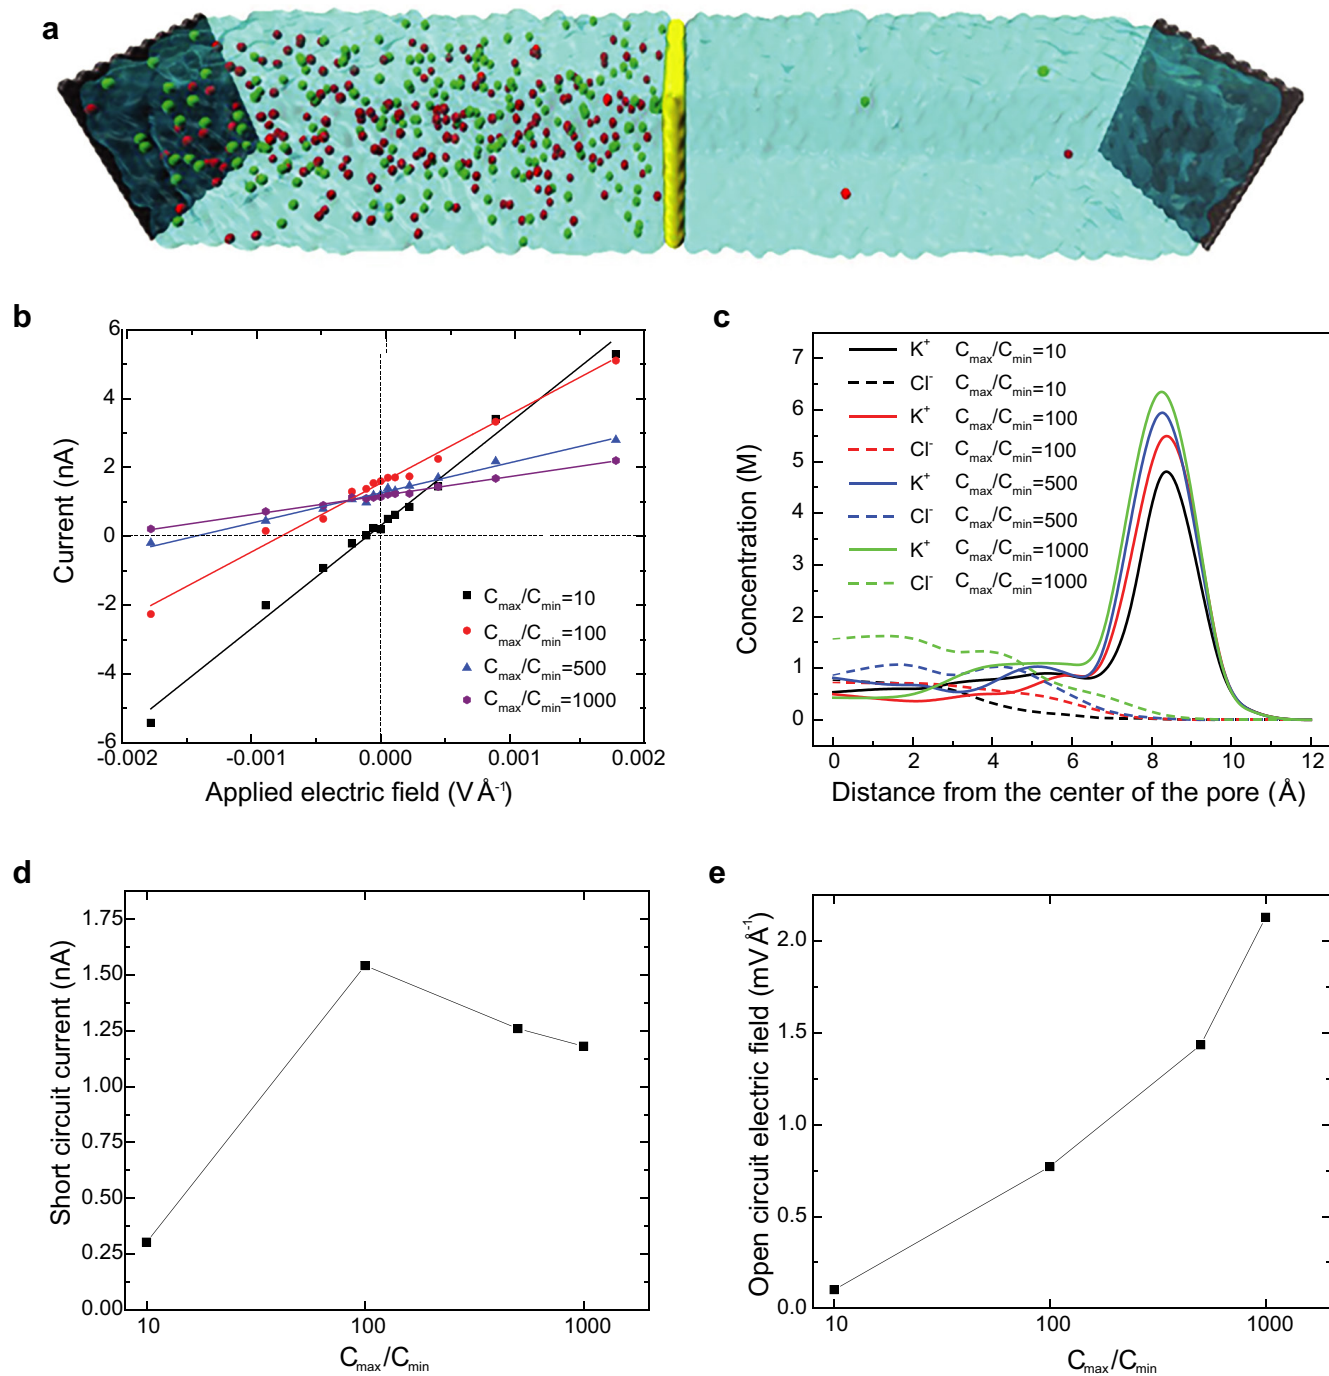 a
b
6
4
2
0
-2
-4
-6
Current (nA)
-0.002 -0.001 0.000 0.001 0.002
Applied electric field (V Å⁻¹)
Cmax/Cmin=10
Cmax/Cmin=100
Cmax/Cmin=500
Cmax/Cmin=1000
c
7
6
5
4
3
2
1
0
Concentration (M)
K⁺ Cmax/Cmin=10
Cl⁻ Cmax/Cmin=10
K⁺ Cmax/Cmin=100
Cl⁻ Cmax/Cmin=100
K⁺ Cmax/Cmin=500
Cl⁻ Cmax/Cmin=500
K⁺ Cmax/Cmin=1000
Cl⁻ Cmax/Cmin=1000
0 2 4 6 8 10 12
Distance from the center of the pore (Å)
d
1.75
1.50
1.25
1.00
0.75
0.50
0.25
0.00
Short circuit current (nA)
10 100 1000
Cmax/Cmin
e
2.0
1.5
1.0
0.5
0.0
Open circuit electric field (mV Å⁻¹)
10 100 1000
Cmax/Cmin